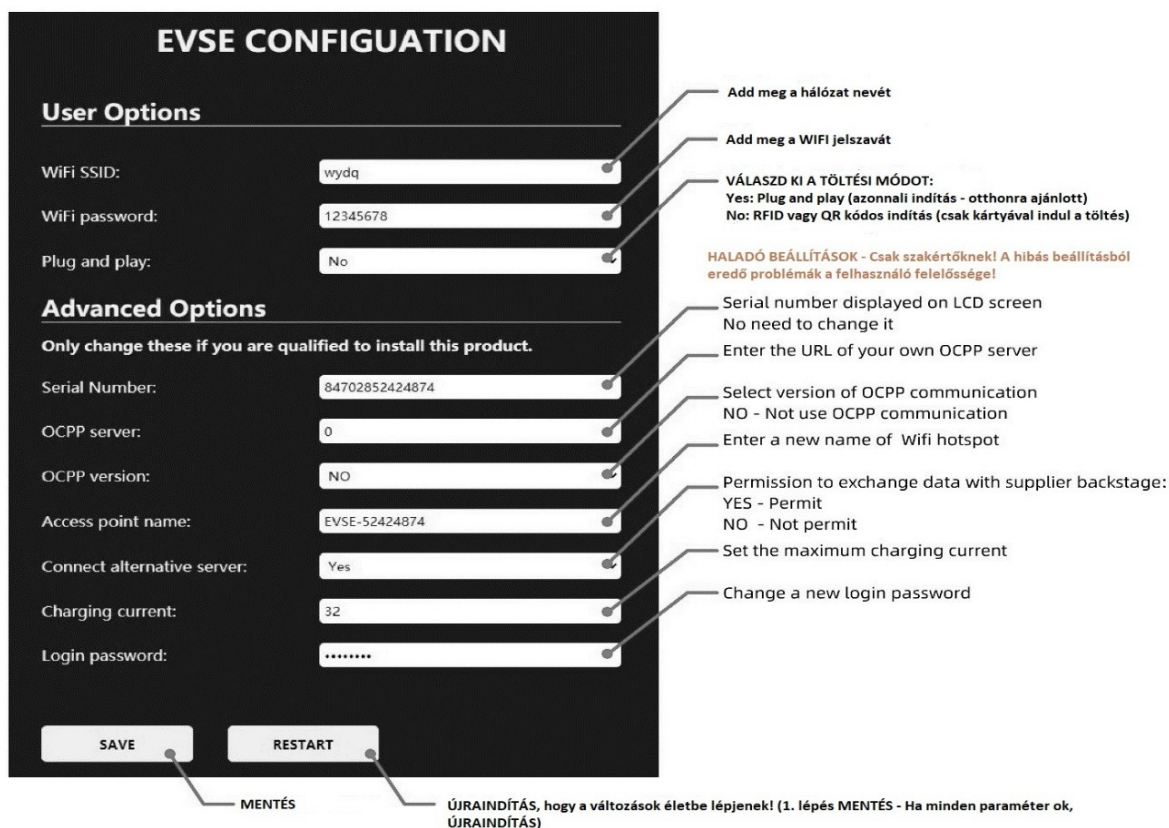 EVSE CONFIGUATION
User Options
WiFi SSID:
wydq
Add meg a hálózat nevét
WiFi password:
12345678
Add meg a WIFI jelszavát
Plug and play:
No
VÁLASZD KI A TÖLTÉSI MÓDOT:
Yes: Plug and play (azonnali indítás - otthonra ajánlott)
No: RFID vagy QR kódos indítás (csak kártyával indul a töltés)
HALADÓ BEÁLLÍTÁSOK - Csak szakértőknek! A hibás beállításból
eredő problémák a felhasználó felelőssége!
Advanced Options
Only change these if you are qualified to install this product.
Serial Number:
84702852424874
Serial number displayed on LCD screen
No need to change it
OCPP server:
0
Enter the URL of your own OCPP server
OCPP version:
NO
Select version of OCPP communication
NO - Not use OCPP communication
Access point name:
EVSE-52424874
Enter a new name of Wifi hotspot
Connect alternative server:
Yes
Permission to exchange data with supplier backstage:
YES - Permit
NO - Not permit
Charging current:
32
Set the maximum charging current
Login password:
••••••••
Change a new login password
SAVE
RESTART
MENTÉS
ÚJRAINDÍTÁS, hogy a változások életbe lépjenek! (1. lépés MENTÉS - Ha minden paraméter ok,
ÚJRAINDÍTÁS)